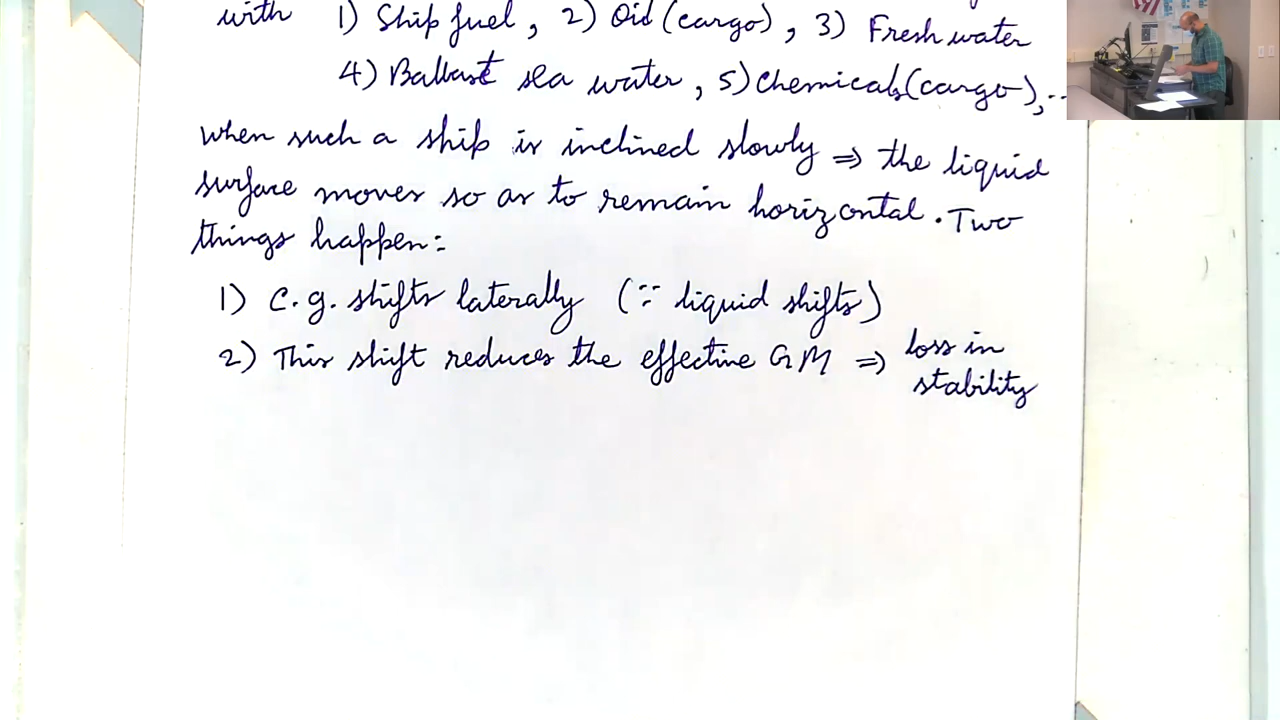 with 1) Ship fuel, 2) Oil (cargo), 3) Fresh water
4) Ballast sea water, 5) Chemicals (cargo), ..
when such a ship is inclined slowly ⇒ the liquid
surface moves so as to remain horizontal. Two
things happen:
1) C.g. shifts laterally (∵ liquid shifts)
2) This shift reduces the effective GM ⇒ loss in
stability